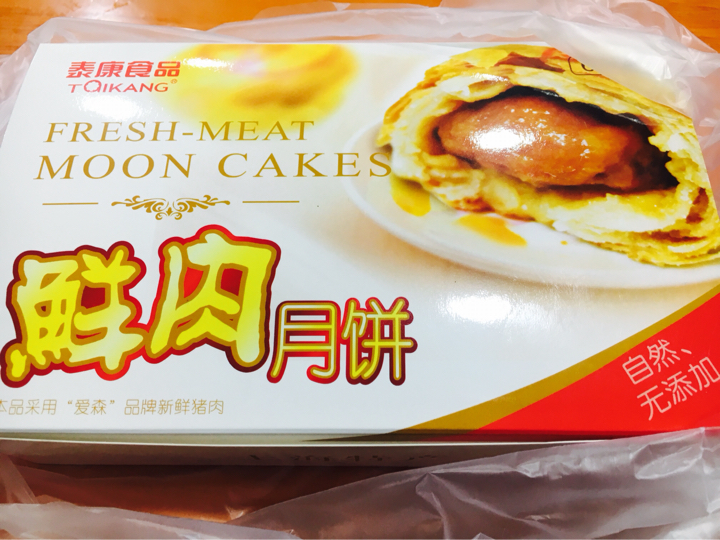 泰康食品
TAIKANG®
FRESH-MEAT
MOON CAKES
鲜肉月饼
自然、
无添加
本品采用“爱森”品牌新鲜猪肉